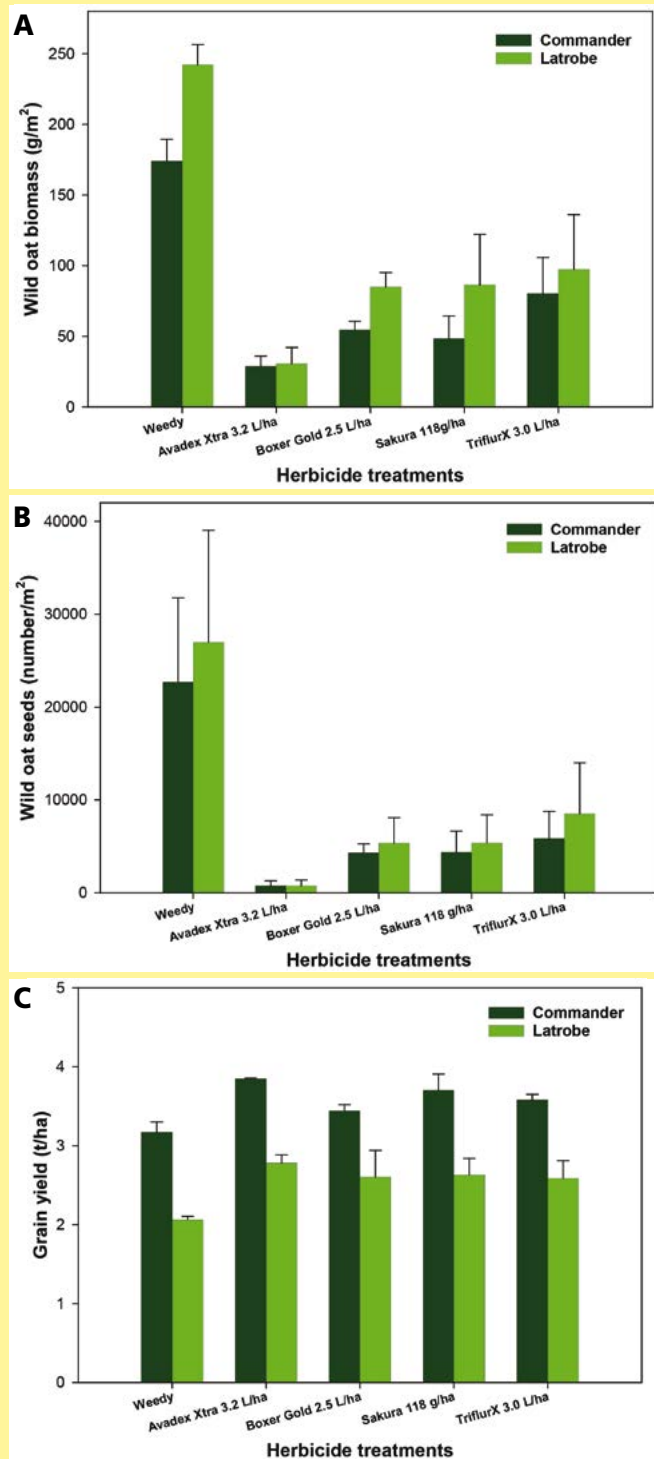 A
Wild oat biomass (g/m²)
250
200
150
100
50
0
Commander
Latrobe
Weedy
Avadex Xtra 3.2 L/ha
Boxer Gold 2.5 L/ha
Sakura 118g/ha
TriflurX 3.0 L/ha
Herbicide treatments
B
Wild oat seeds (number/m²)
40000
30000
20000
10000
0
Commander
Latrobe
Weedy
Avadex Xtra 3.2 L/ha
Boxer Gold 2.5 L/ha
Sakura 118 g/ha
TriflurX 3.0 L/ha
Herbicide treatments
C
Grain yield (t/ha)
5
4
3
2
1
0
Commander
Latrobe
Weedy
Avadex Xtra 3.2 L/ha
Boxer Gold 2.5 L/ha
Sakura 118 g/ha
TriflurX 3.0 L/ha
Herbicide treatments